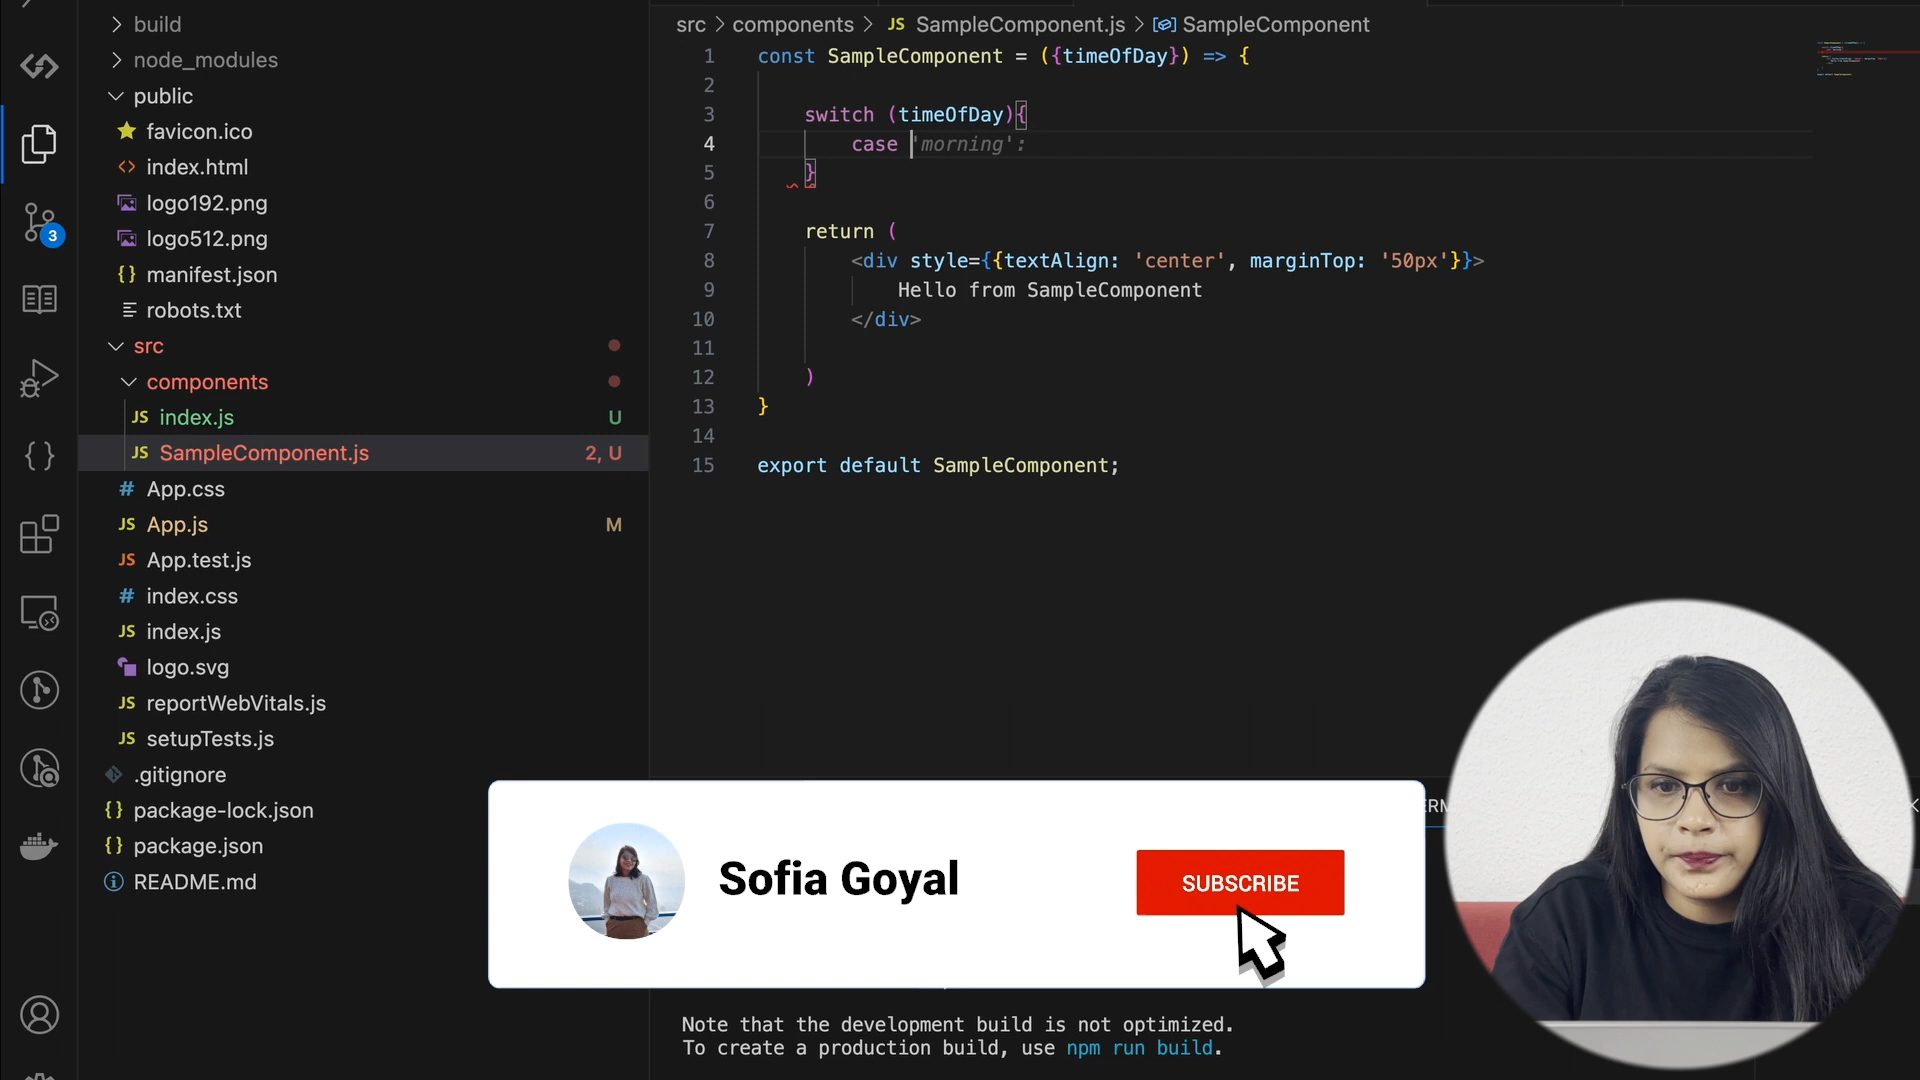 build
node_modules
public
favicon.ico
index.html
logo192.png
logo512.png
manifest.json
robots.txt
src
components
JS index.js U
JS SampleComponent.js 2, U
# App.css
JS App.js M
JS App.test.js
# index.css
JS index.js
logo.svg
JS reportWebVitals.js
JS setupTests.js
.gitignore
{} package-lock.json
{} package.json
README.md
3
src > components > JS SampleComponent.js > SampleComponent
1 const SampleComponent = ({timeOfDay}) => {
2
3 switch (timeOfDay){
4 case 'morning':
5 }
6
7 return (
8 <div style={{textAlign: 'center', marginTop: '50px'}}>
9 Hello from SampleComponent
10 </div>
11
12 )
13 }
14
15 export default SampleComponent;
Sofia Goyal
SUBSCRIBE
Note that the development build is not optimized.
To create a production build, use npm run build.